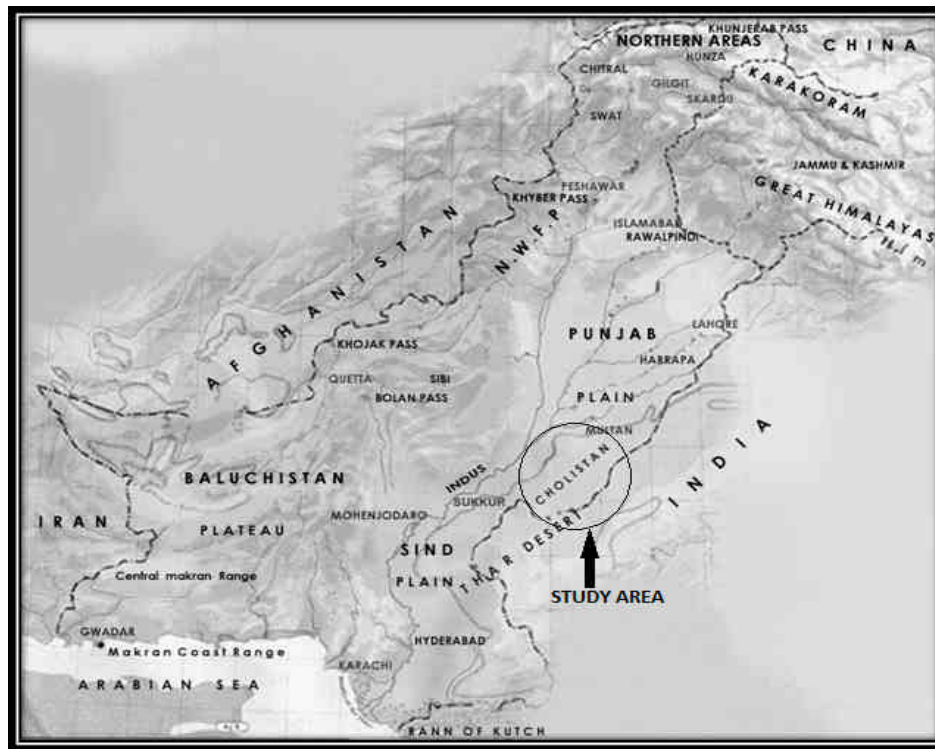 KHUNJERAB PASS
NORTHERN AREAS
CHINA
HUNZA
CHITRAL
GILGIT
KARAKORAM
SKARDU
SWAT
JAMMU & KASHMIR
PESHAWAR
GREAT HIMALAYAS
KHYBER PASS
ISLAMABAD
RAWALPINDI
N.W.F.P.
AFGHANISTAN
LAHORE
PUNJAB
KHOJAK PASS
HABRAPA
QUETTA
SIBI
BOLAN PASS
PLAIN
MULTAN
INDIA
CHOLISTAN
INDUS
BALUCHISTAN
SUKKUR
MOHENJODARO
IRAN
PLATEAU
THAR DESERT
SIND
PLAIN
Central makran Range
STUDY AREA
GWADAR
HYDERABAD
Makran Coast Range
KARACHI
ARABIAN SEA
RANN OF KUTCH